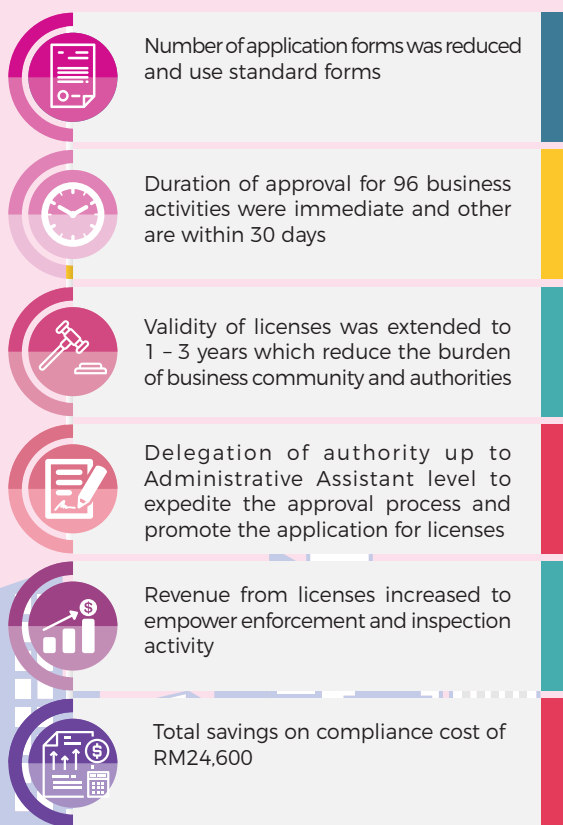 Number of application forms was reduced
and use standard forms
Duration of approval for 96 business
activities were immediate and other
are within 30 days
Validity of licenses was extended to
1 – 3 years which reduce the burden
of business community and authorities
Delegation of authority up to
Administrative Assistant level to
expedite the approval process and
promote the application for licenses
Revenue from licenses increased to
empower enforcement and inspection
activity
Total savings on compliance cost of
RM24,600